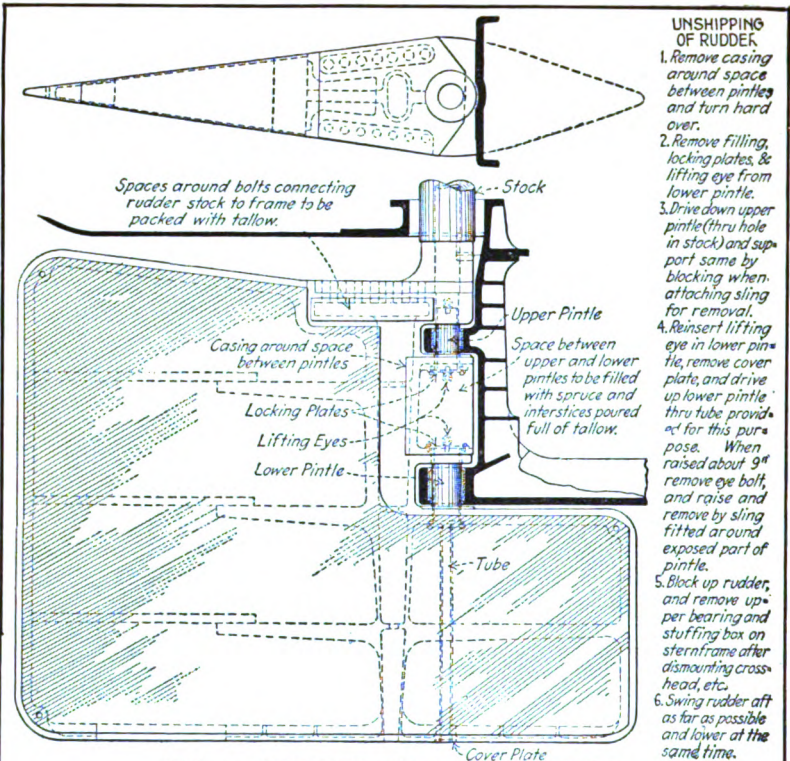 UNSHIPPING
OF RUDDER
1. Remove casing
around space
between pintles
and turn hard
over.
2. Remove filling,
locking plates, &
lifting eye from
lower pintle.
3. Drive down upper
pintle (thru hole
in stock) and sup-
port same by
blocking when
attaching sling
for removal.
4. Reinsert lifting
eye in lower pin-
tle, remove cover
plate, and drive
up lower pintle
thru tube provid-
ed for this pur-
pose. When
raised about 9"
remove eye bolt,
and raise and
remove by sling
fitted around
exposed part of
pintle.
5. Block up rudder,
and remove up-
per bearing and
stuffing box on
sternframe after
dismounting cross-
head, etc.
6. Swing rudder aft
as far as possible
and lower at the
same time.
Spaces around bolts connecting
rudder stock to frame to be
packed with tallow.
Stock
Upper Pintle
Casing around space
between pintles
Space between
upper and lower
pintles to be filled
with spruce and
interstices poured
full of tallow.
Locking Plates
Lifting Eyes
Lower Pintle
Tube
Cover Plate